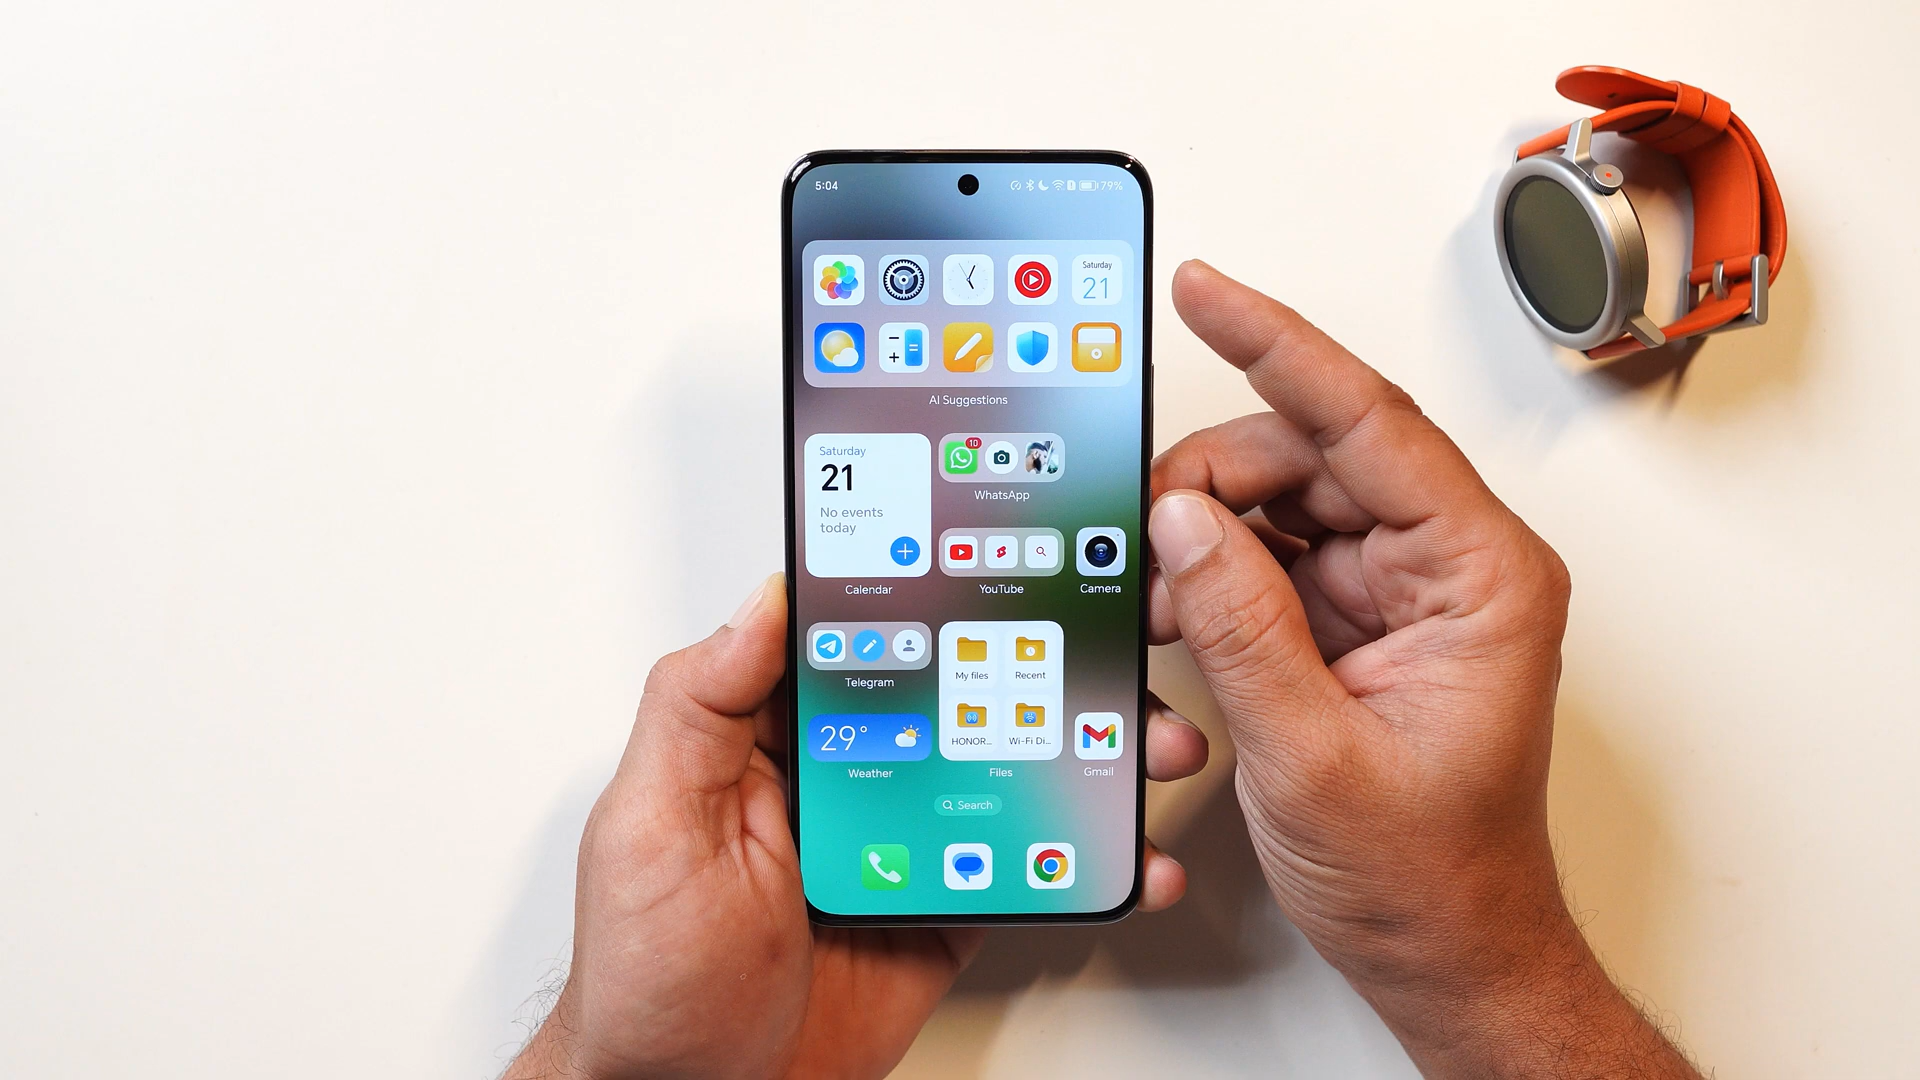 5:04
79%
Saturday
21
AI Suggestions
Saturday
21
No events
today
Calendar
10
WhatsApp
YouTube
Camera
Telegram
My files
Recent
HONOR...
Wi-Fi Di...
Files
29°
Weather
Gmail
Search